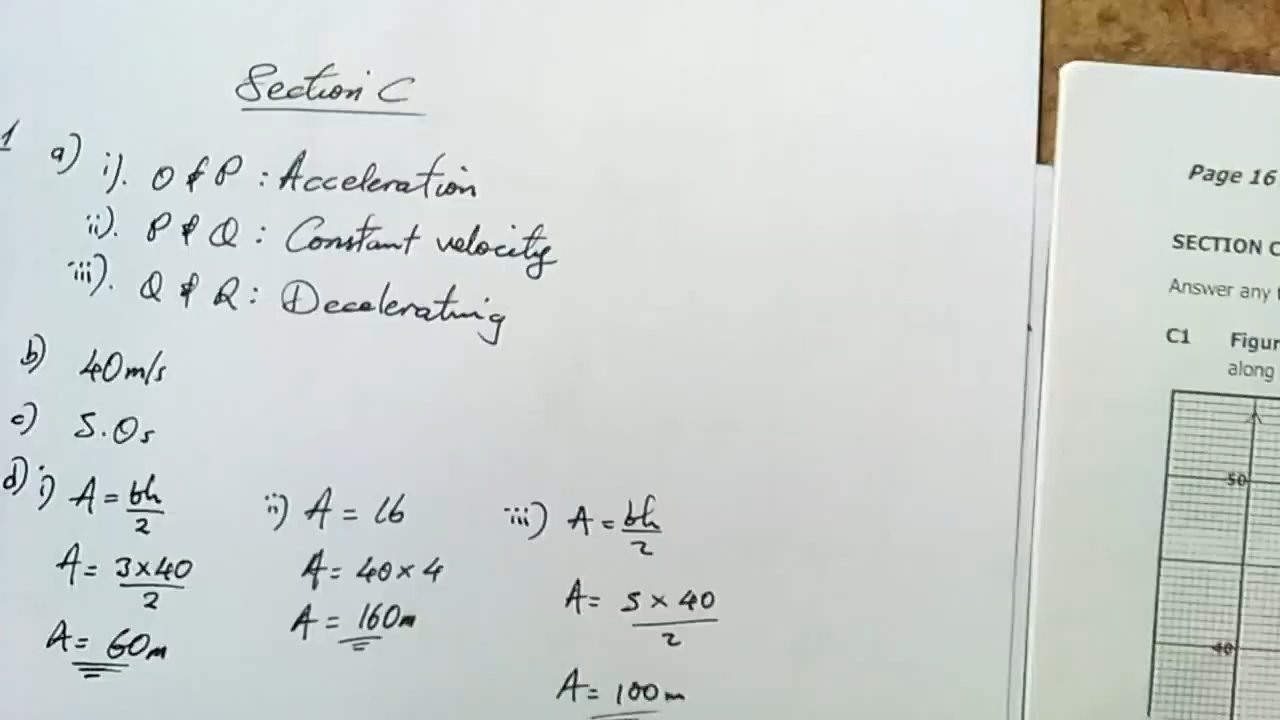 Section C
1 a) i). O & P : Acceleration
ii). P & Q : Constant velocity
iii). Q & R : Decelerating
b) 40m/s
c) 5.0s
d) i) A = bh/2
A = 3×40/2
A = 60m
ii) A = lb
A = 40×4
A = 160m
iii) A = bh/2
A = 5 × 40/2
A = 100m
Page 16
SECTION C
Answer any
C1 Figur
along
50
40